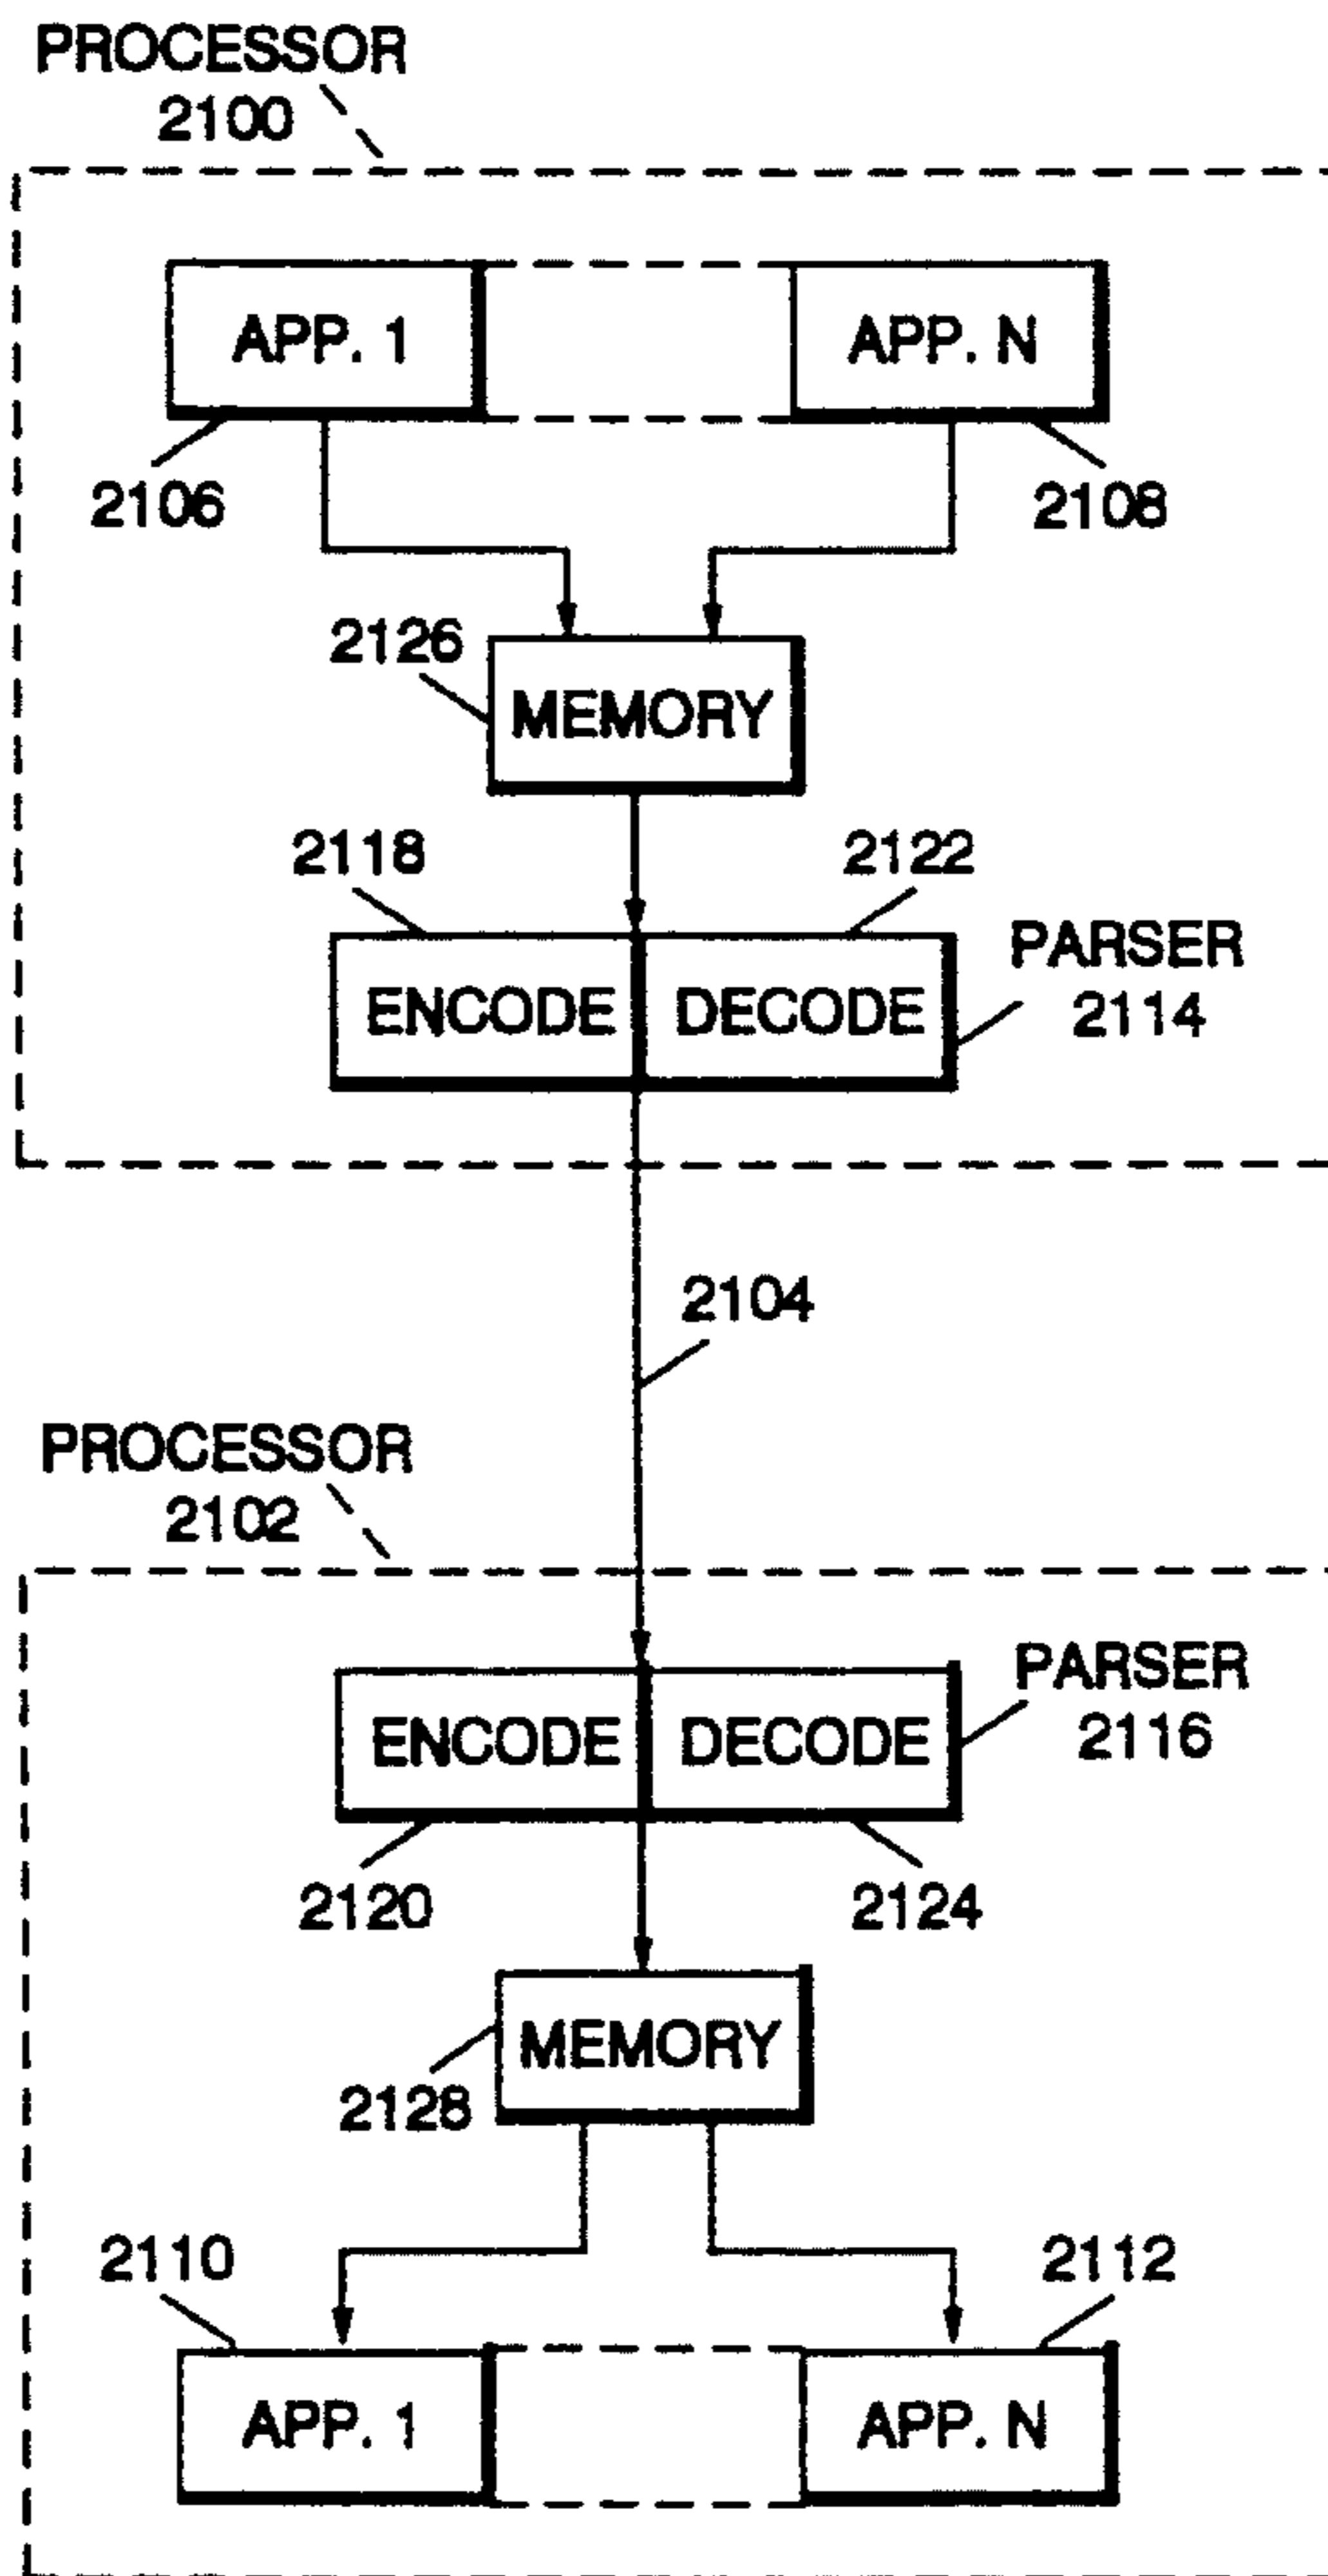 PROCESSOR
2100
APP. 1
APP. N
2106
2108
2126
MEMORY
2118
2122
ENCODE
DECODE
PARSER
2114
2104
PROCESSOR
2102
ENCODE
DECODE
PARSER
2116
2120
2124
MEMORY
2128
2110
2112
APP. 1
APP. N